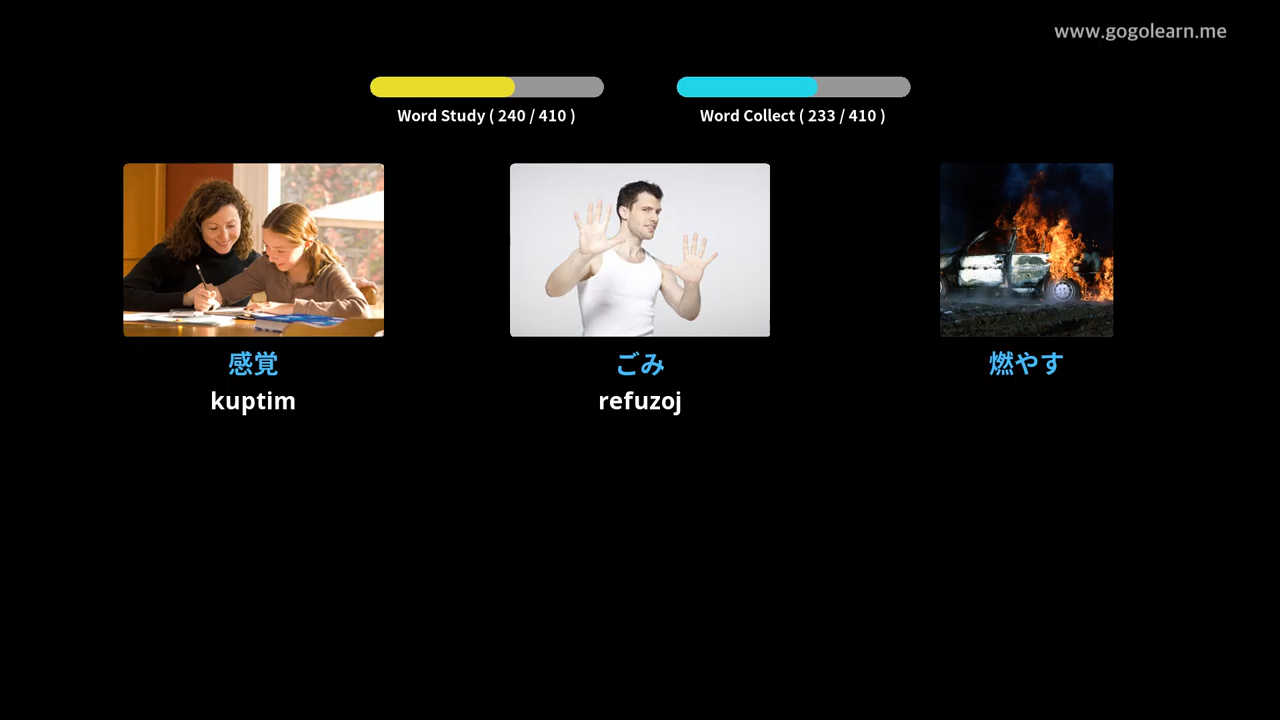 www.gogolearn.me
Word Study ( 240 / 410 )
Word Collect ( 233 / 410 )
感覚
kuptim
ごみ
refuzoj
燃やす